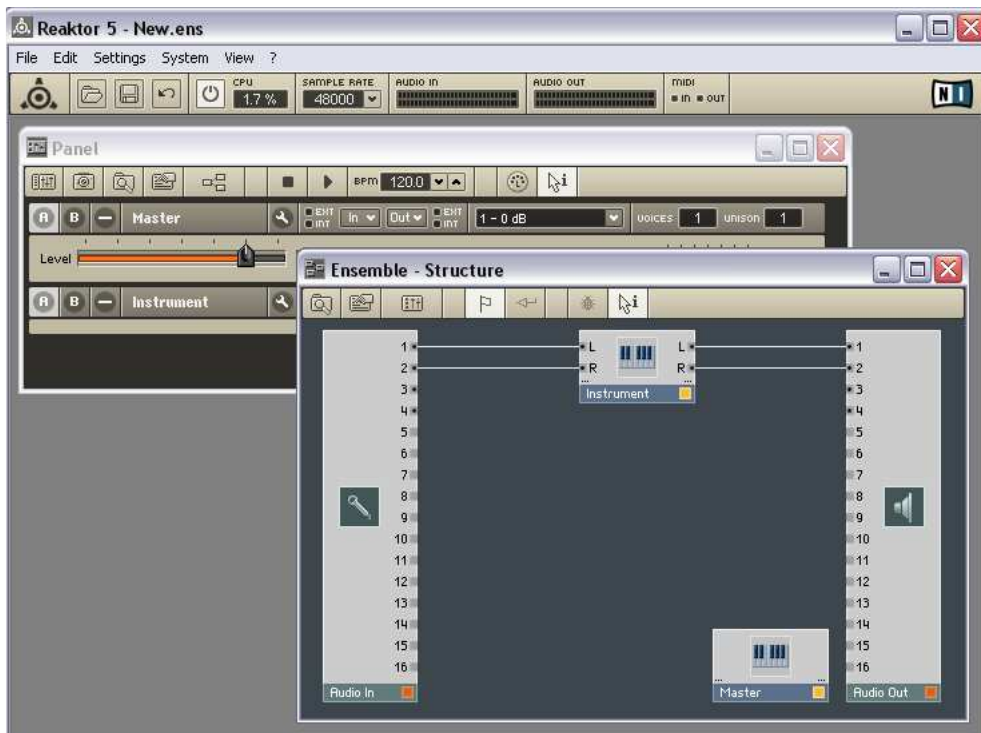 Reaktor 5 - New.ens
File Edit Settings System View ?
CPU SAMPLE RATE AUDIO IN AUDIO OUT MIDI
1.7 % 48000 IN OUT
NI
Panel
BPM 120.0 i
A B Master EXT INT In Out EXT INT 1 - 0 dB VOICES 1 UNISON 1
Level
A B Instrument
Ensemble - Structure
i
1 L L 1
2 R R 2
3 ... ... 3
Instrument
4 4
5 5
6 6
7 7
8 8
9 9
10 10
11 11
12 12
13 13
14 14
15 15
16 ... ... 16
Audio In Master Audio Out